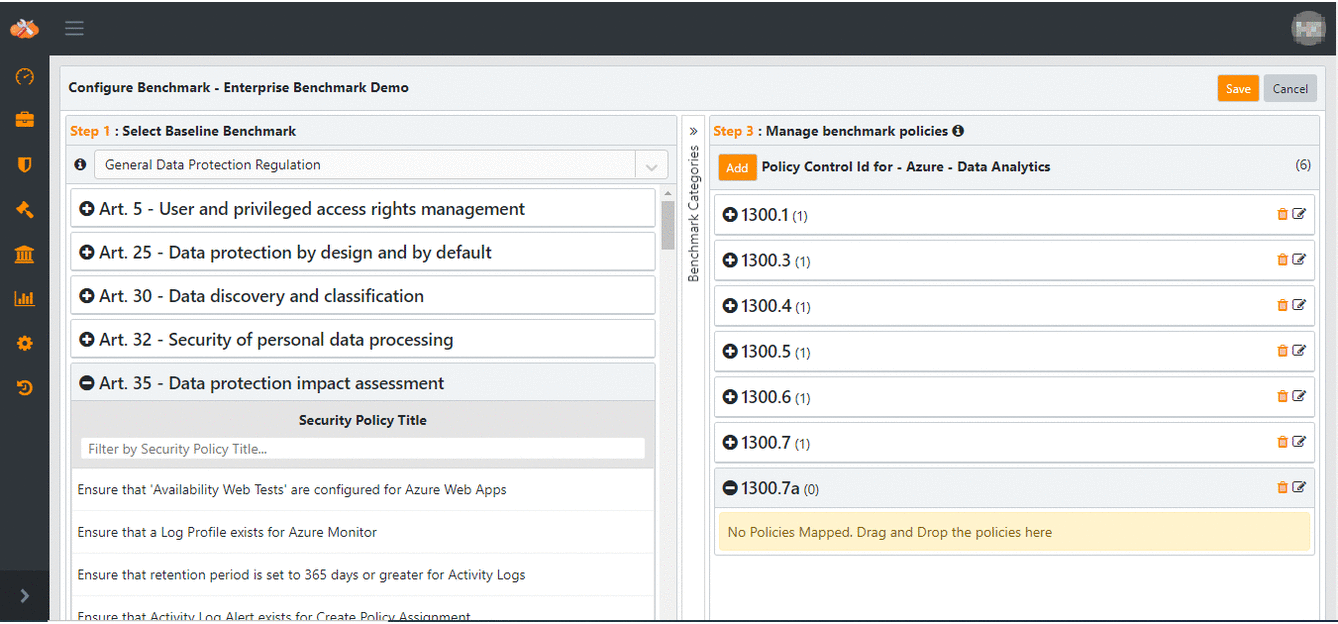 Configure Benchmark - Enterprise Benchmark Demo
Save
Cancel
Step 1 : Select Baseline Benchmark
General Data Protection Regulation
Art. 5 - User and privileged access rights management
Art. 25 - Data protection by design and by default
Art. 30 - Data discovery and classification
Art. 32 - Security of personal data processing
Art. 35 - Data protection impact assessment
Security Policy Title
Filter by Security Policy Title...
Ensure that 'Availability Web Tests' are configured for Azure Web Apps
Ensure that a Log Profile exists for Azure Monitor
Ensure that retention period is set to 365 days or greater for Activity Logs
Ensure that Activity Log Alert exists for Create Policy Assignment
» Benchmark Categories
Step 3 : Manage benchmark policies
Add Policy Control Id for - Azure - Data Analytics (6)
1300.1 (1)
1300.3 (1)
1300.4 (1)
1300.5 (1)
1300.6 (1)
1300.7 (1)
1300.7a (0)
No Policies Mapped. Drag and Drop the policies here